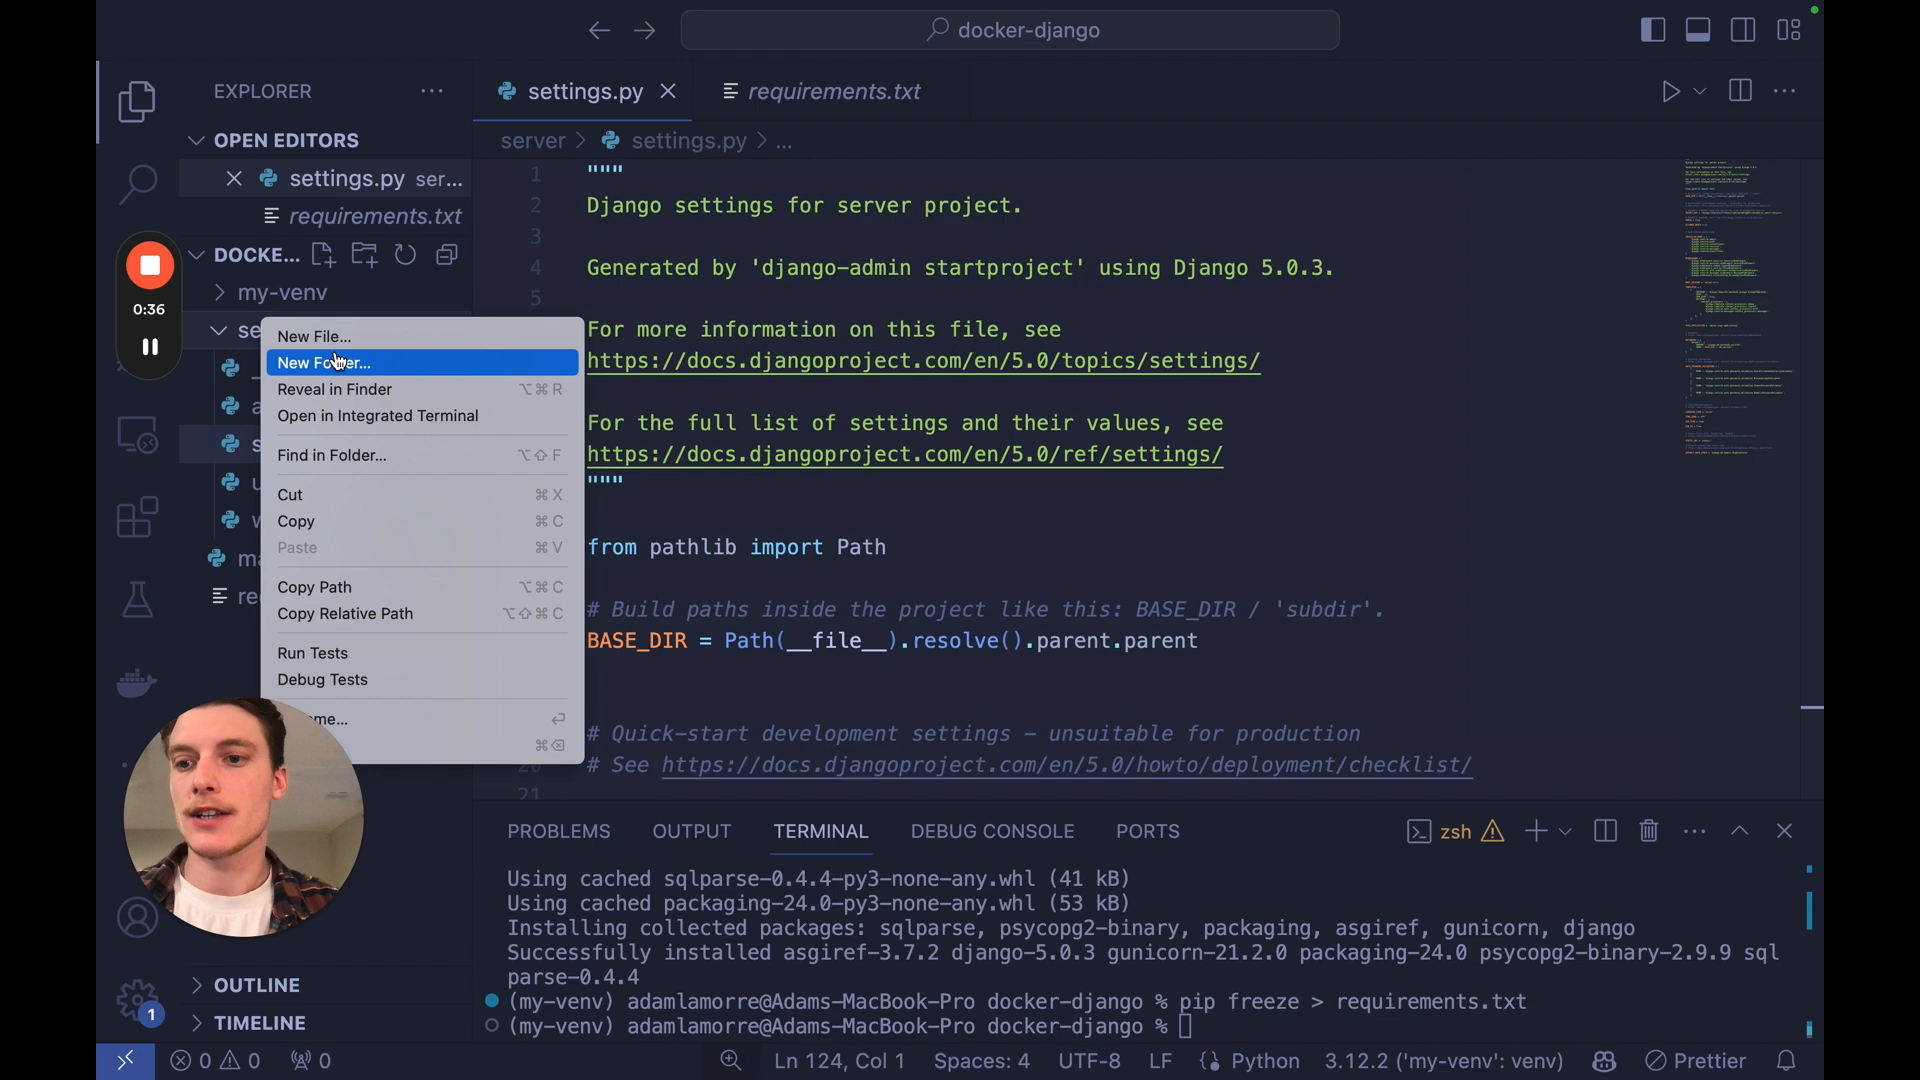 docker-django
EXPLORER
settings.py
requirements.txt
OPEN EDITORS
server > settings.py > ...
settings.py ser...
requirements.txt
DOCKE...
my-venv
0:36
se
ma
re
New File...
New Folder...
Reveal in Finder ⌥⌘R
Open in Integrated Terminal
Find in Folder... ⌥⇧F
Cut ⌘X
Copy ⌘C
Paste ⌘V
Copy Path ⌥⌘C
Copy Relative Path ⌥⇧⌘C
Run Tests
Debug Tests
me... ⏎
⌘⌫
1 """
2 Django settings for server project.
3
4 Generated by 'django-admin startproject' using Django 5.0.3.
5
For more information on this file, see
https://docs.djangoproject.com/en/5.0/topics/settings/
For the full list of settings and their values, see
https://docs.djangoproject.com/en/5.0/ref/settings/
"""
from pathlib import Path
# Build paths inside the project like this: BASE_DIR / 'subdir'.
BASE_DIR = Path(__file__).resolve().parent.parent
# Quick-start development settings – unsuitable for production
20 # See https://docs.djangoproject.com/en/5.0/howto/deployment/checklist/
21
PROBLEMS OUTPUT TERMINAL DEBUG CONSOLE PORTS
zsh
Using cached sqlparse-0.4.4-py3-none-any.whl (41 kB)
Using cached packaging-24.0-py3-none-any.whl (53 kB)
Installing collected packages: sqlparse, psycopg2-binary, packaging, asgiref, gunicorn, django
Successfully installed asgiref-3.7.2 django-5.0.3 gunicorn-21.2.0 packaging-24.0 psycopg2-binary-2.9.9 sql
parse-0.4.4
(my-venv) adamlamorre@Adams-MacBook-Pro docker-django % pip freeze > requirements.txt
(my-venv) adamlamorre@Adams-MacBook-Pro docker-django %
OUTLINE
TIMELINE
1
0 0 0
Ln 124, Col 1 Spaces: 4 UTF-8 LF Python 3.12.2 ('my-venv': venv) Prettier